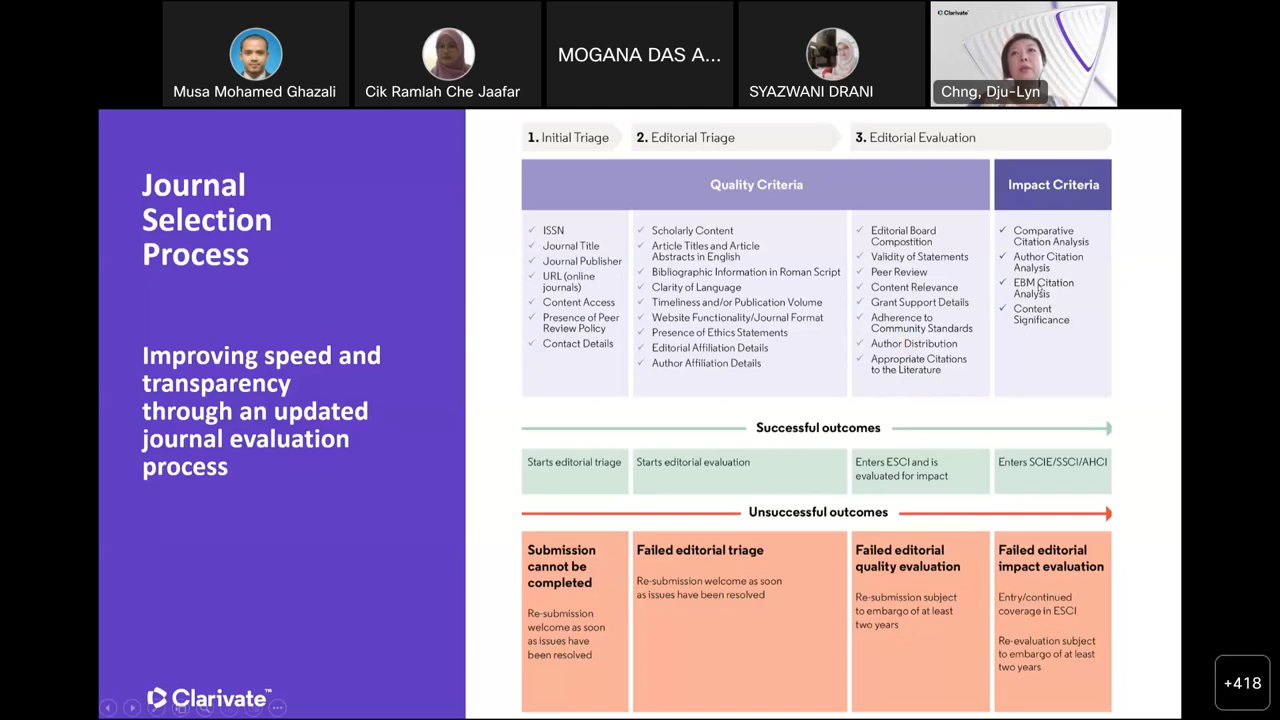 Musa Mohamed Ghazali
Cik Ramlah Che Jaafar
MOGANA DAS A...
SYAZWANI DRANI
Clarivate
Chng, Dju-Lyn
Journal
Selection
Process
Improving speed and
transparency
through an updated
journal evaluation
process
Clarivate™
1. Initial Triage
2. Editorial Triage
3. Editorial Evaluation
Quality Criteria
Impact Criteria
✓ ISSN
✓ Journal Title
✓ Journal Publisher
✓ URL (online
journals)
✓ Content Access
✓ Presence of Peer
Review Policy
✓ Contact Details
✓ Scholarly Content
✓ Article Titles and Article
Abstracts in English
✓ Bibliographic Information in Roman Script
✓ Clarity of Language
✓ Timeliness and/or Publication Volume
✓ Website Functionality/Journal Format
✓ Presence of Ethics Statements
✓ Editorial Affiliation Details
✓ Author Affiliation Details
✓ Editorial Board
Compostition
✓ Validity of Statements
✓ Peer Review
✓ Content Relevance
✓ Grant Support Details
✓ Adherence to
Community Standards
✓ Author Distribution
✓ Appropriate Citations
to the Literature
✓ Comparative
Citation Analysis
✓ Author Citation
Analysis
✓ EBM Citation
Analysis
✓ Content
Significance
Successful outcomes
Starts editorial triage
Starts editorial evaluation
Enters ESCI and is
evaluated for impact
Enters SCIE/SSCI/AHCI
Unsuccessful outcomes
Submission
cannot be
completed
Re-submission
welcome as soon
as issues have
been resolved
Failed editorial triage
Re-submission welcome as soon
as issues have been resolved
Failed editorial
quality evaluation
Re-submission subject
to embargo of at least
two years
Failed editorial
impact evaluation
Entry/continued
coverage in ESCI
Re-evaluation subject
to embargo of at least
two years
+418